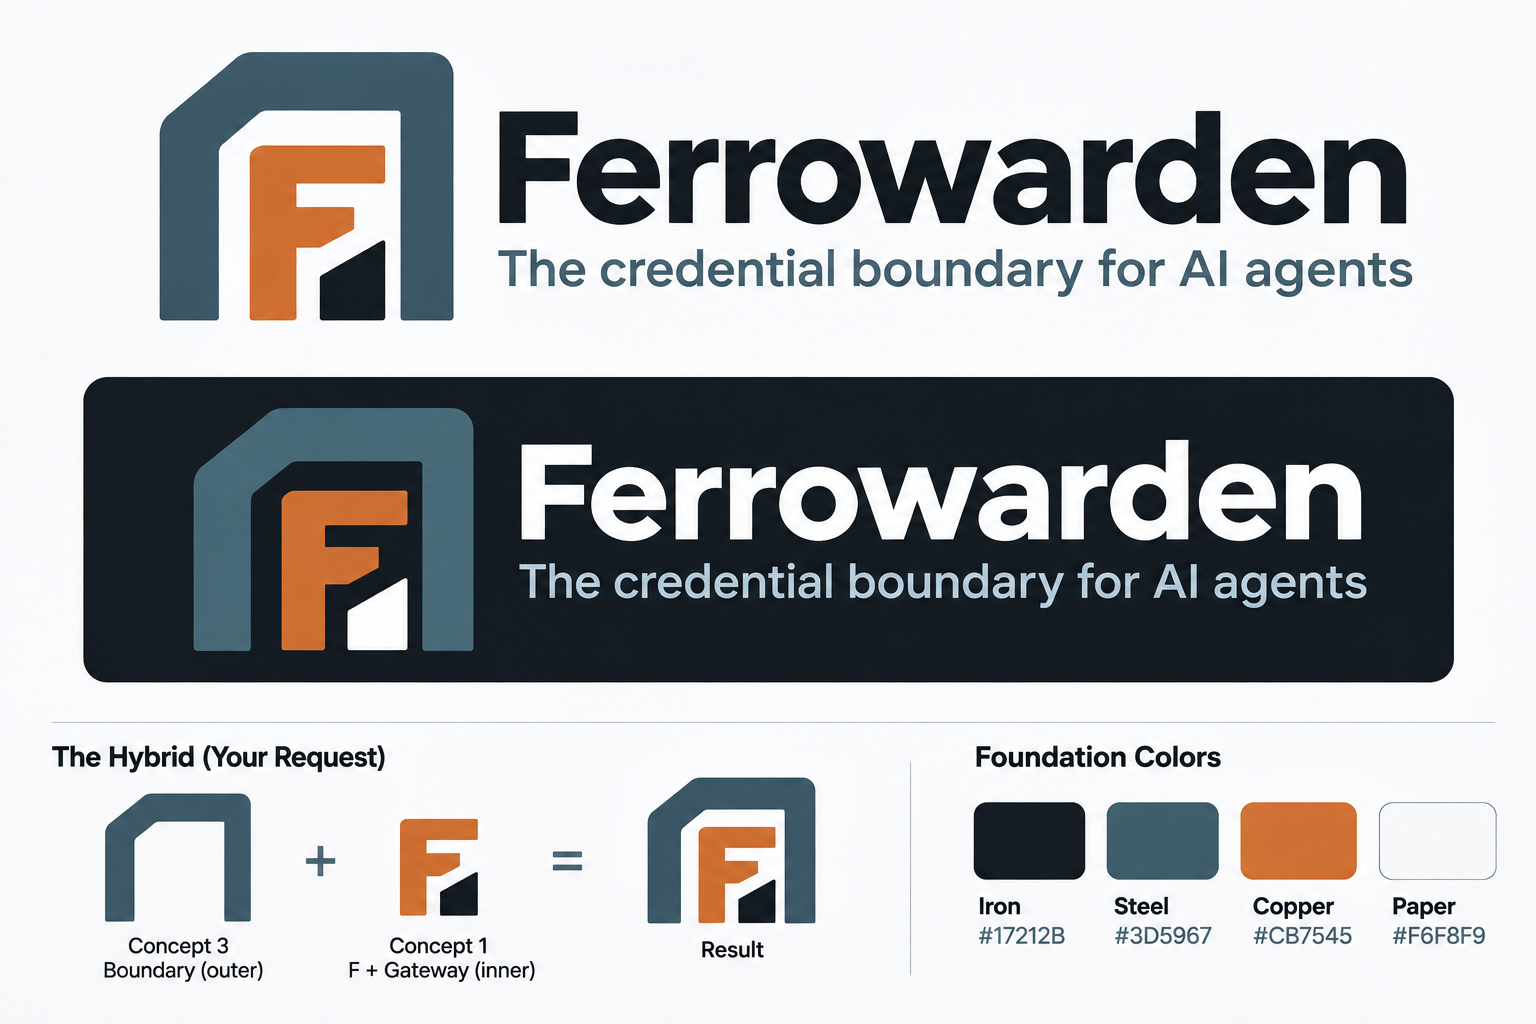 F
Ferrowarden
The credential boundary for AI agents
F
Ferrowarden
The credential boundary for AI agents
The Hybrid (Your Request)
+
F
=
F
Concept 3
Boundary (outer)
Concept 1
F + Gateway (inner)
Result
Foundation Colors
Iron
#17212B
Steel
#3D5967
Copper
#CB7545
Paper
#F6F8F9